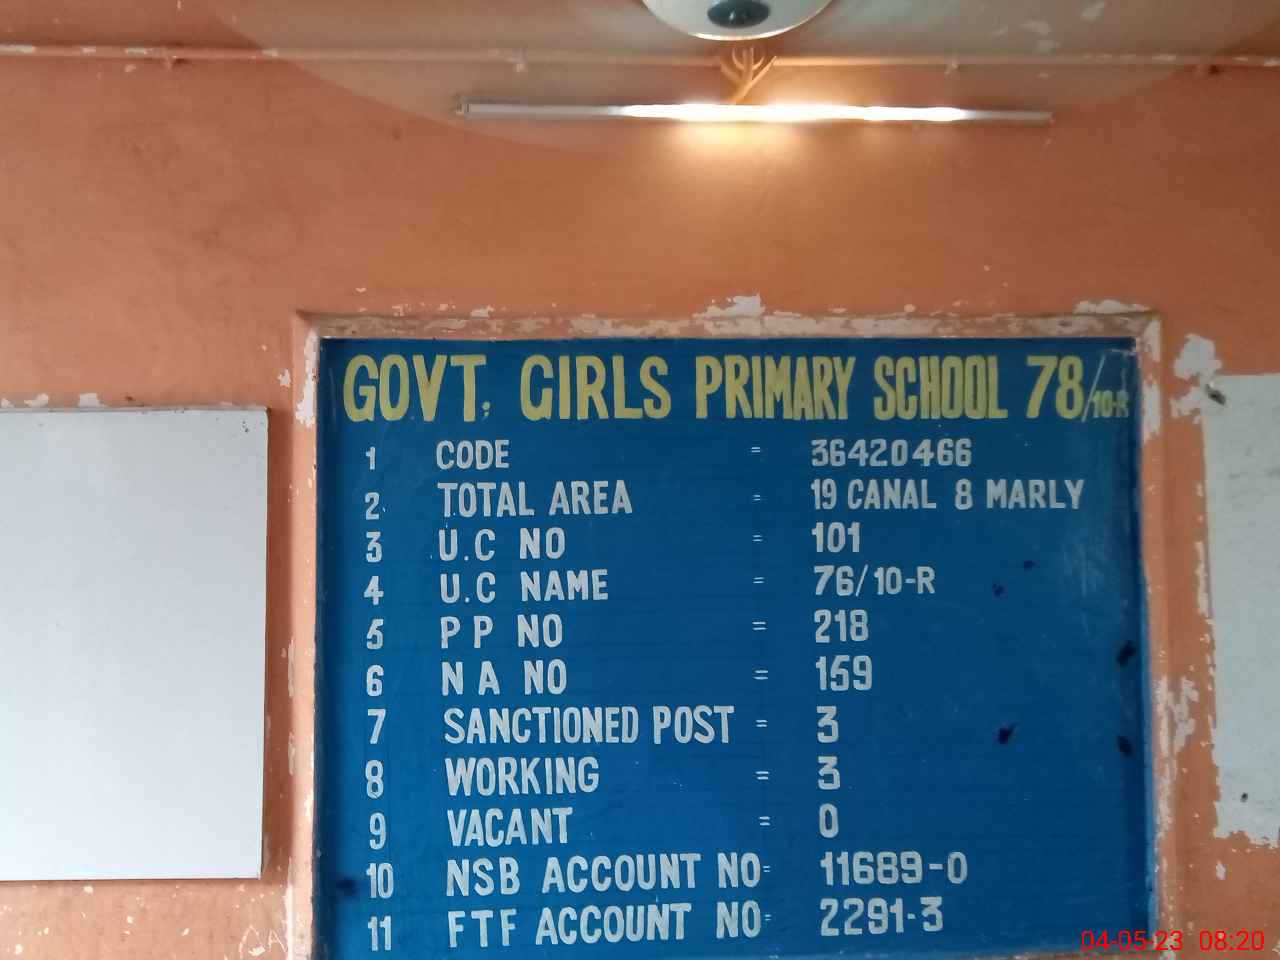 GOVT. GIRLS PRIMARY SCHOOL 78/10-R
1 CODE = 36420466
2 TOTAL AREA = 19 CANAL 8 MARLY
3 U.C NO = 101
4 U.C NAME = 76/10-R
5 P P NO = 218
6 N A NO = 159
7 SANCTIONED POST = 3
8 WORKING = 3
9 VACANT = 0
10 NSB ACCOUNT NO = 11689-0
11 FTF ACCOUNT NO = 2291-3
04-05-23 08:20